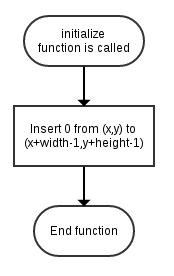 initialize
function is called
Insert 0 from (x,y) to
(x+width-1,y+height-1)
End function